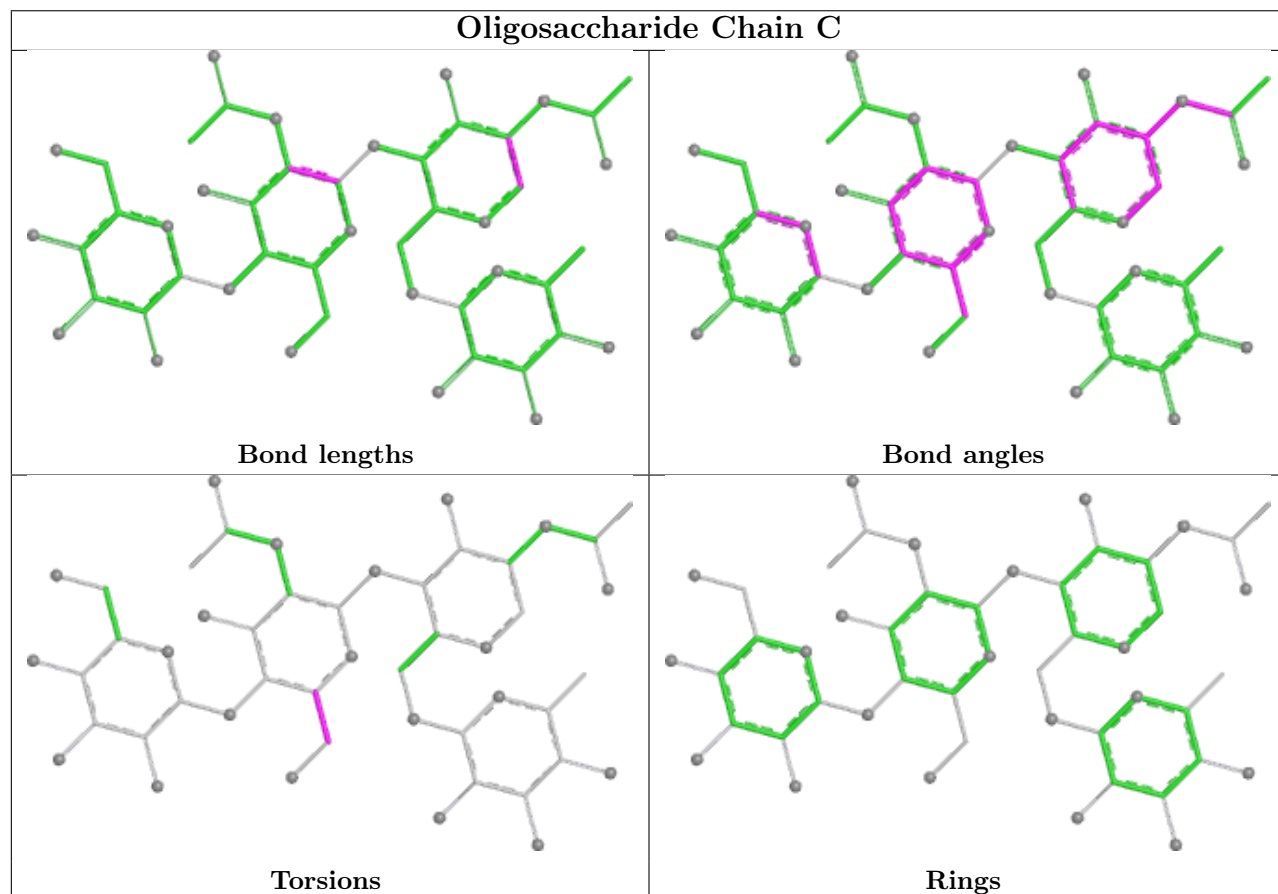 Oligosaccharide Chain C
Bond lengths
Bond angles
Torsions
Rings